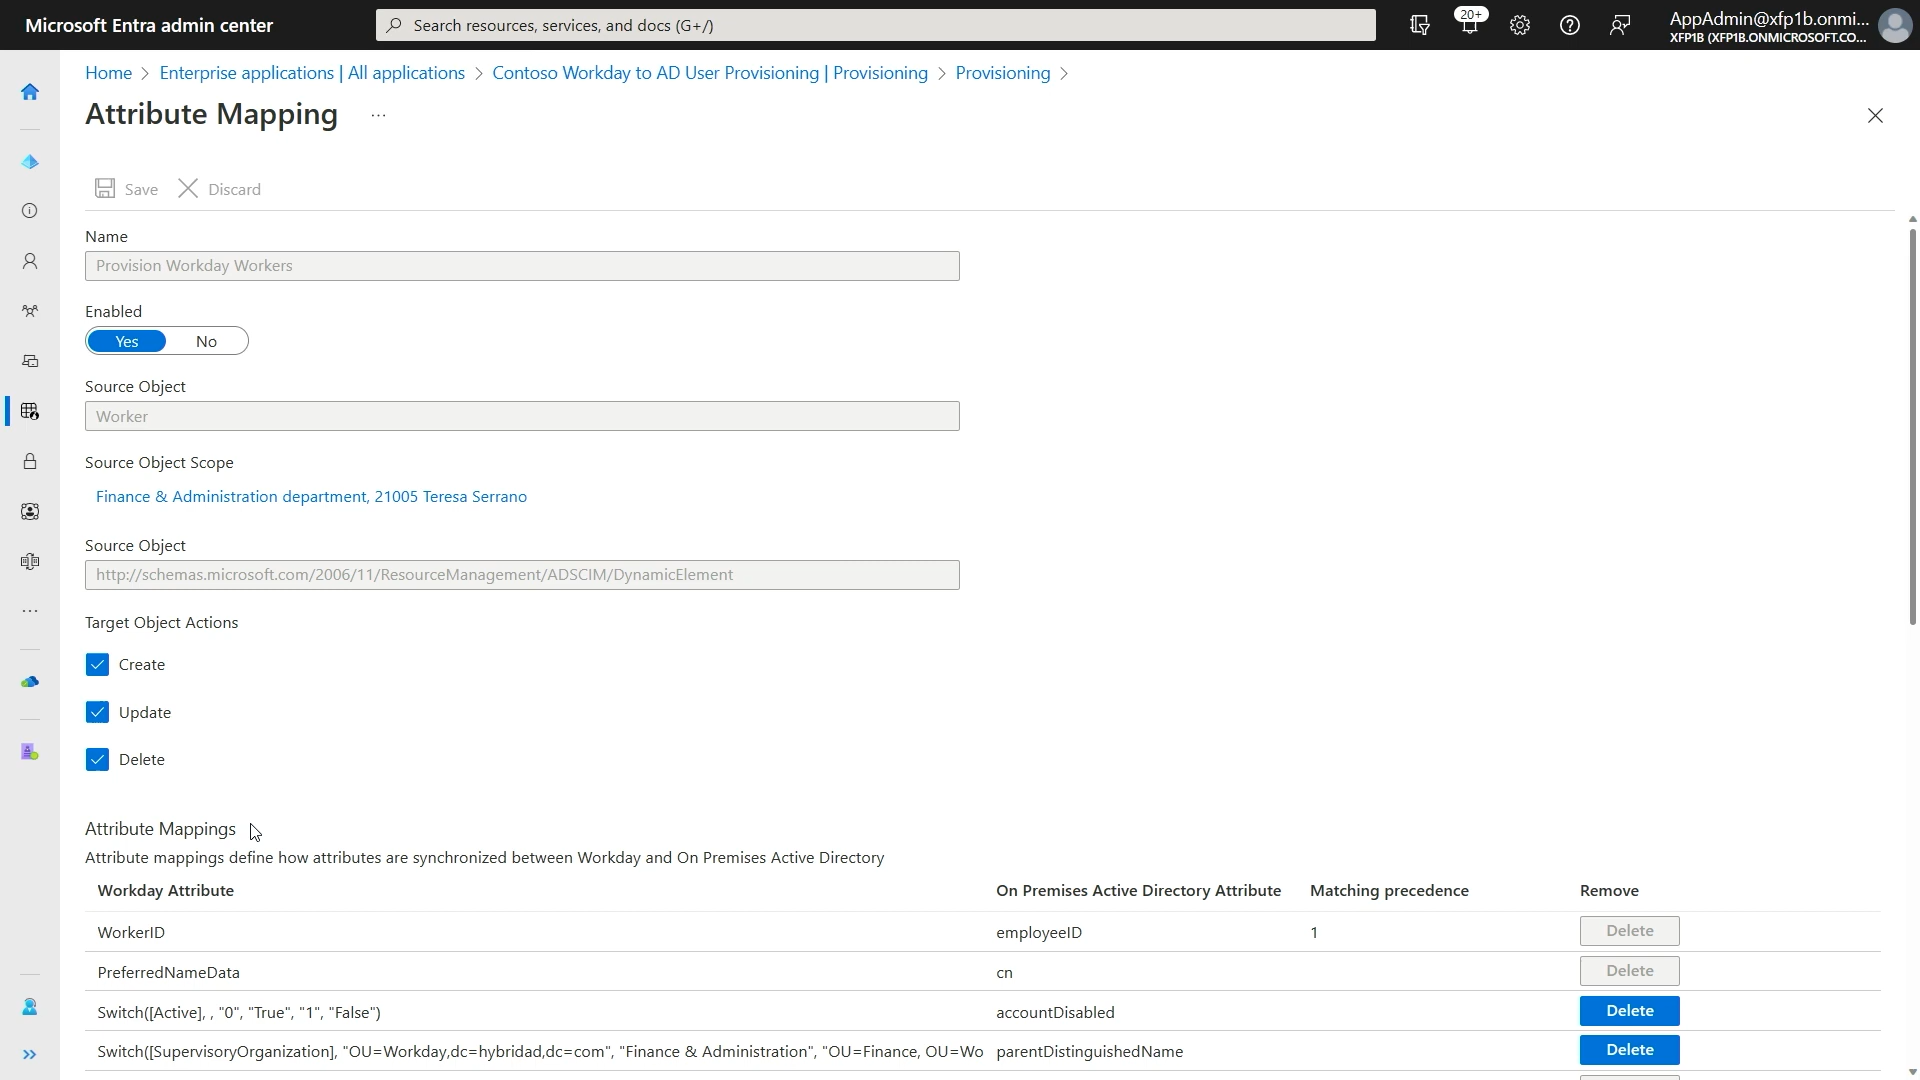 Microsoft Entra admin center
Search resources, services, and docs (G+/)
20+
AppAdmin@xfp1b.onmi...
XFP1B (XFP1B.ONMICROSOFT.CO...
Home > Enterprise applications | All applications > Contoso Workday to AD User Provisioning | Provisioning > Provisioning >
Attribute Mapping ...
Save Discard
Name
Provision Workday Workers
Enabled
Yes No
Source Object
Worker
Source Object Scope
Finance & Administration department, 21005 Teresa Serrano
Source Object
http://schemas.microsoft.com/2006/11/ResourceManagement/ADSCIM/DynamicElement
Target Object Actions
Create
Update
Delete
Attribute Mappings
Attribute mappings define how attributes are synchronized between Workday and On Premises Active Directory
Workday Attribute On Premises Active Directory Attribute Matching precedence Remove
WorkerID employeeID 1 Delete
PreferredNameData cn Delete
Switch([Active], , "0", "True", "1", "False") accountDisabled Delete
Switch([SupervisoryOrganization], "OU=Workday,dc=hybridad,dc=com", "Finance & Administration", "OU=Finance, OU=Wo parentDistinguishedName Delete